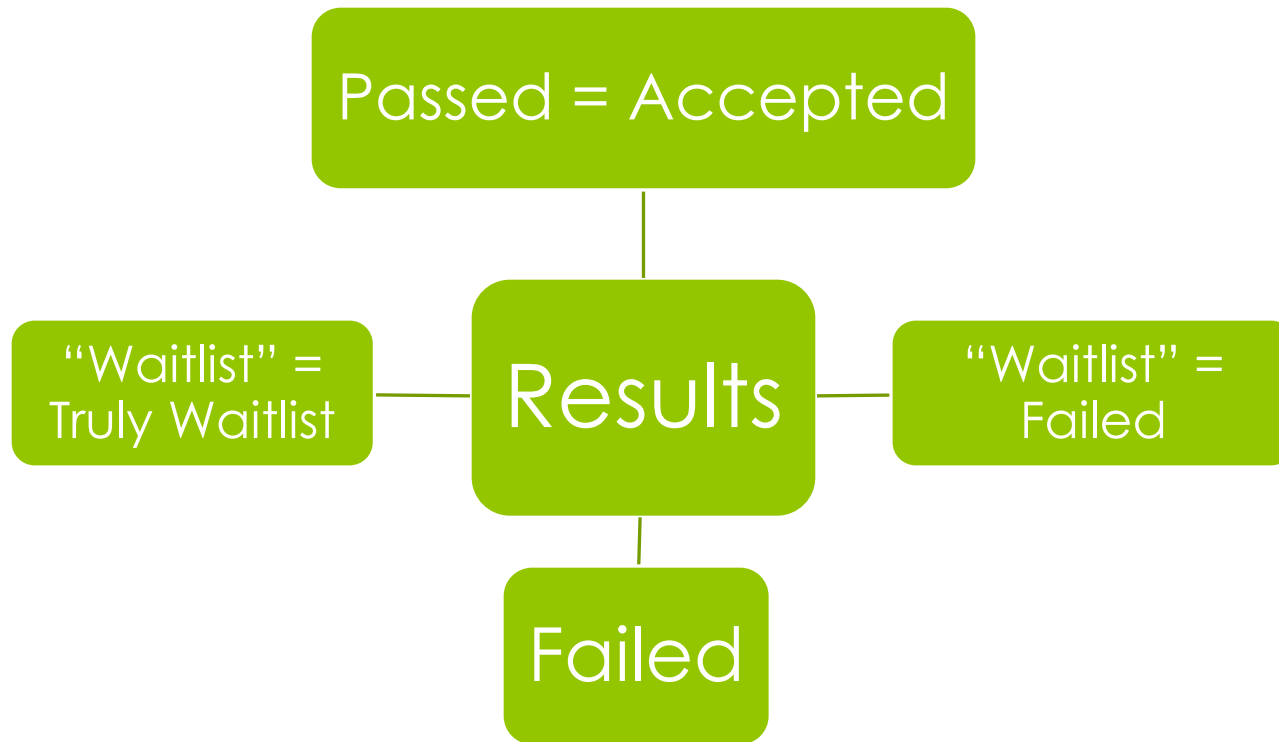 Passed = Accepted
“Waitlist” =
Truly Waitlist
Results
“Waitlist” =
Failed
Failed